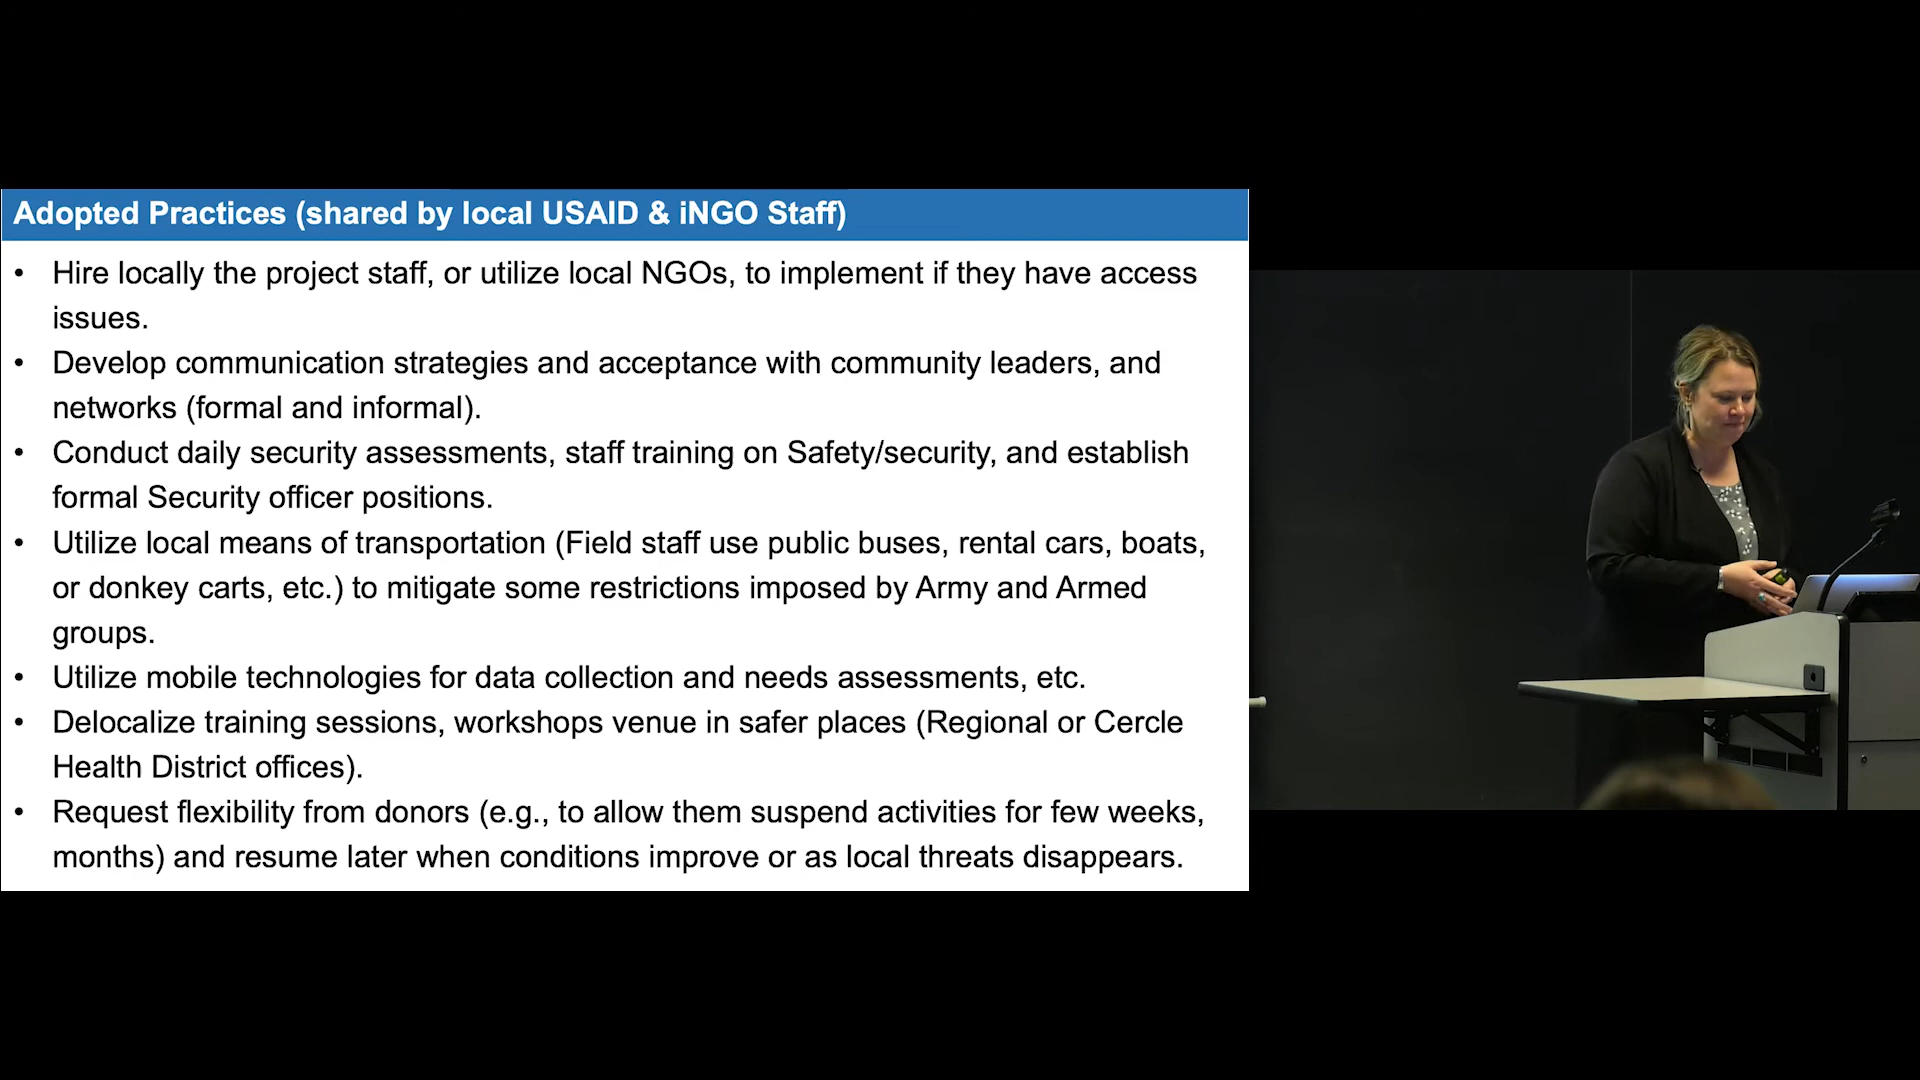 Adopted Practices (shared by local USAID & iNGO Staff)
• Hire locally the project staff, or utilize local NGOs, to implement if they have access
issues.
• Develop communication strategies and acceptance with community leaders, and
networks (formal and informal).
• Conduct daily security assessments, staff training on Safety/security, and establish
formal Security officer positions.
• Utilize local means of transportation (Field staff use public buses, rental cars, boats,
or donkey carts, etc.) to mitigate some restrictions imposed by Army and Armed
groups.
• Utilize mobile technologies for data collection and needs assessments, etc.
• Delocalize training sessions, workshops venue in safer places (Regional or Cercle
Health District offices).
• Request flexibility from donors (e.g., to allow them suspend activities for few weeks,
months) and resume later when conditions improve or as local threats disappears.